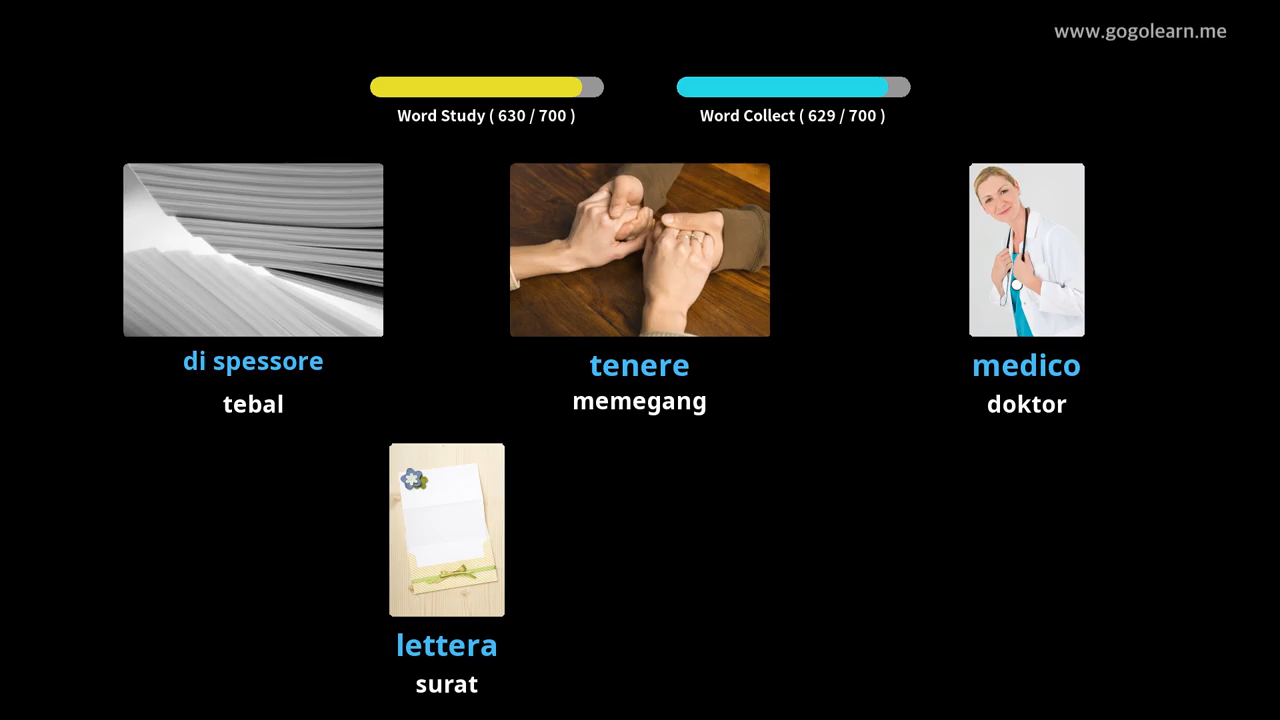 www.gogolearn.me
Word Study ( 630 / 700 )
Word Collect ( 629 / 700 )
di spessore
tebal
tenere
memegang
medico
doktor
lettera
surat